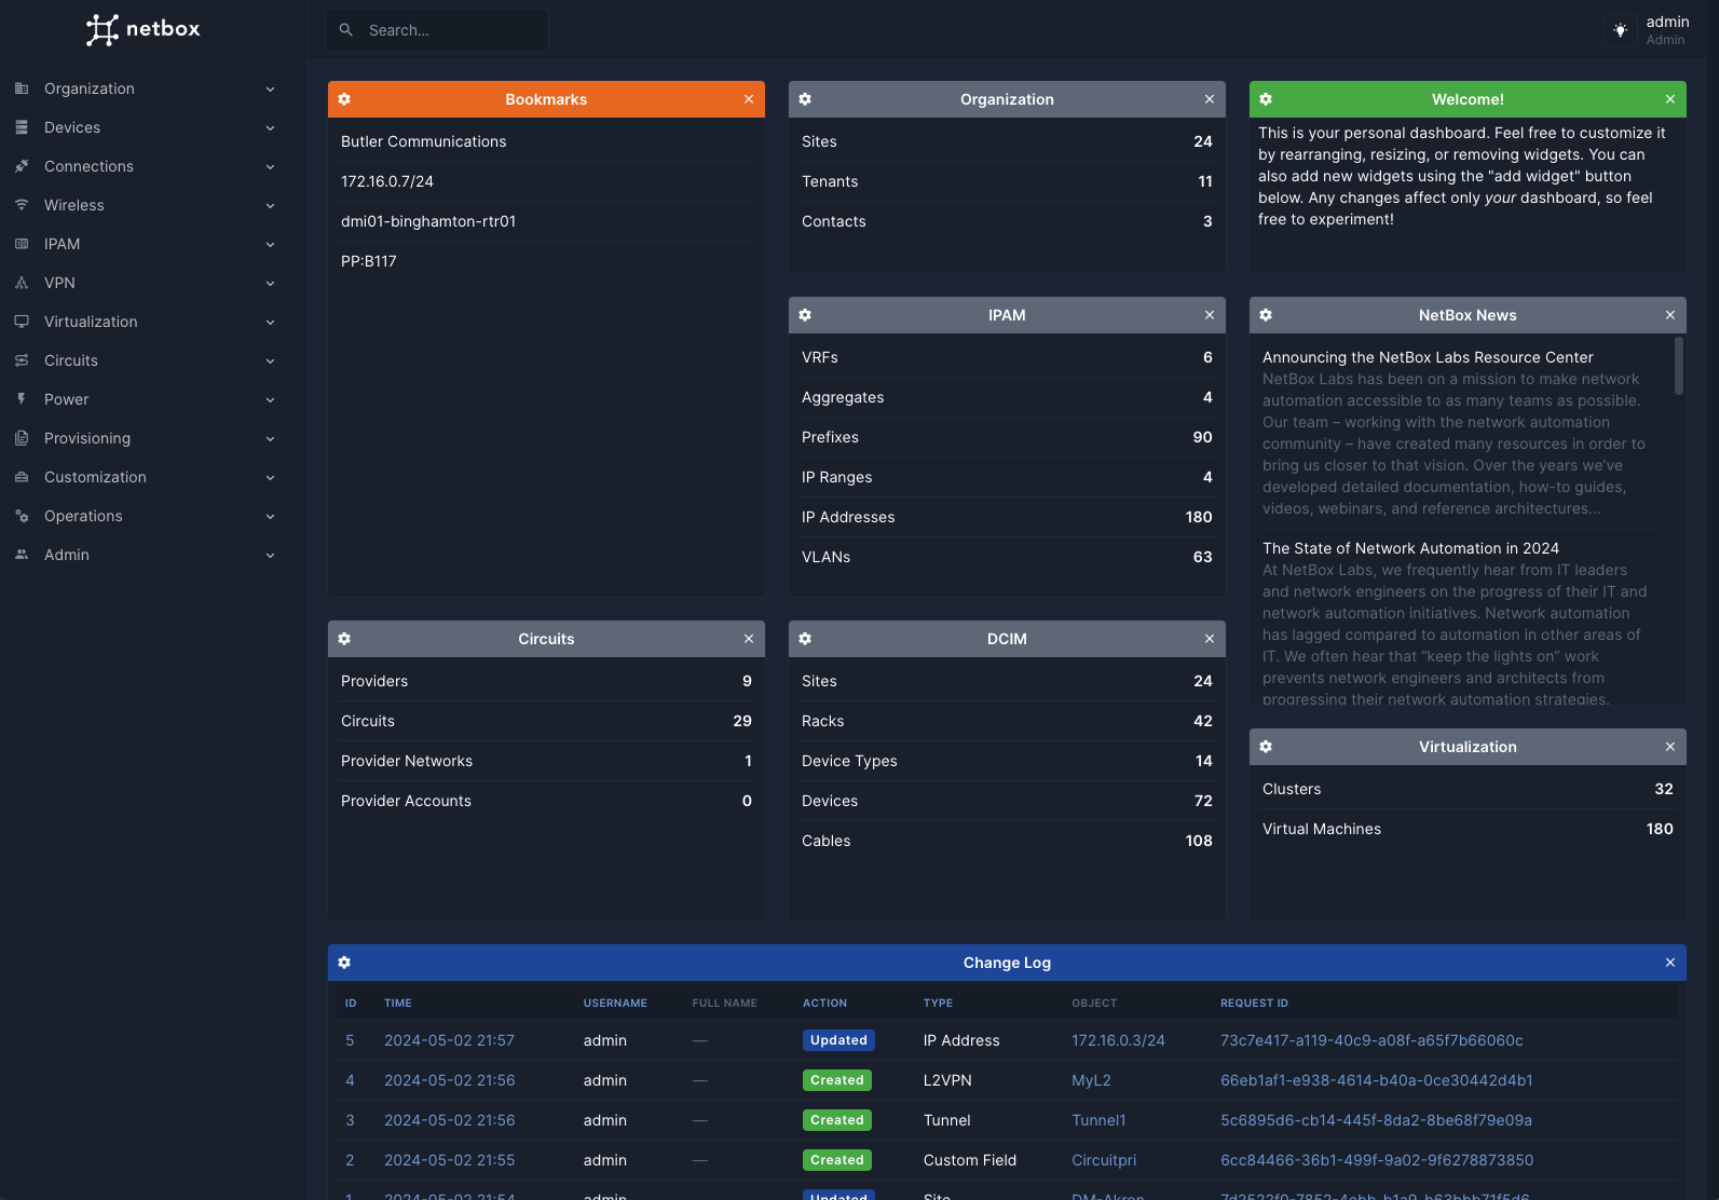 netbox
Search...
admin
Admin
Organization
Devices
Connections
Wireless
IPAM
VPN
Virtualization
Circuits
Power
Provisioning
Customization
Operations
Admin
Bookmarks
Butler Communications
172.16.0.7/24
dmi01-binghamton-rtr01
PP:B117
Organization
Sites 24
Tenants 11
Contacts 3
Welcome!
This is your personal dashboard. Feel free to customize it
by rearranging, resizing, or removing widgets. You can
also add new widgets using the "add widget" button
below. Any changes affect only your dashboard, so feel
free to experiment!
IPAM
VRFs 6
Aggregates 4
Prefixes 90
IP Ranges 4
IP Addresses 180
VLANs 63
NetBox News
Announcing the NetBox Labs Resource Center
NetBox Labs has been on a mission to make network
automation accessible to as many teams as possible.
Our team – working with the network automation
community – have created many resources in order to
bring us closer to that vision. Over the years we've
developed detailed documentation, how-to guides,
videos, webinars, and reference architectures...
The State of Network Automation in 2024
At NetBox Labs, we frequently hear from IT leaders
and network engineers on the progress of their IT and
network automation initiatives. Network automation
has lagged compared to automation in other areas of
IT. We often hear that “keep the lights on” work
prevents network engineers and architects from
progressing their network automation strategies.
Circuits
Providers 9
Circuits 29
Provider Networks 1
Provider Accounts 0
DCIM
Sites 24
Racks 42
Device Types 14
Devices 72
Cables 108
Virtualization
Clusters 32
Virtual Machines 180
Change Log
ID TIME USERNAME FULL NAME ACTION TYPE OBJECT REQUEST ID
5 2024-05-02 21:57 admin — Updated IP Address 172.16.0.3/24 73c7e417-a119-40c9-a08f-a65f7b66060c
4 2024-05-02 21:56 admin — Created L2VPN MyL2 66eb1af1-e938-4614-b40a-0ce30442d4b1
3 2024-05-02 21:56 admin — Created Tunnel Tunnel1 5c6895d6-cb14-445f-8da2-8be68f79e09a
2 2024-05-02 21:55 admin — Created Custom Field Circuitpri 6cc84466-36b1-499f-9a02-9f6278873850
1 2024-05-02 21:54 admin Updated Site DM-Akron